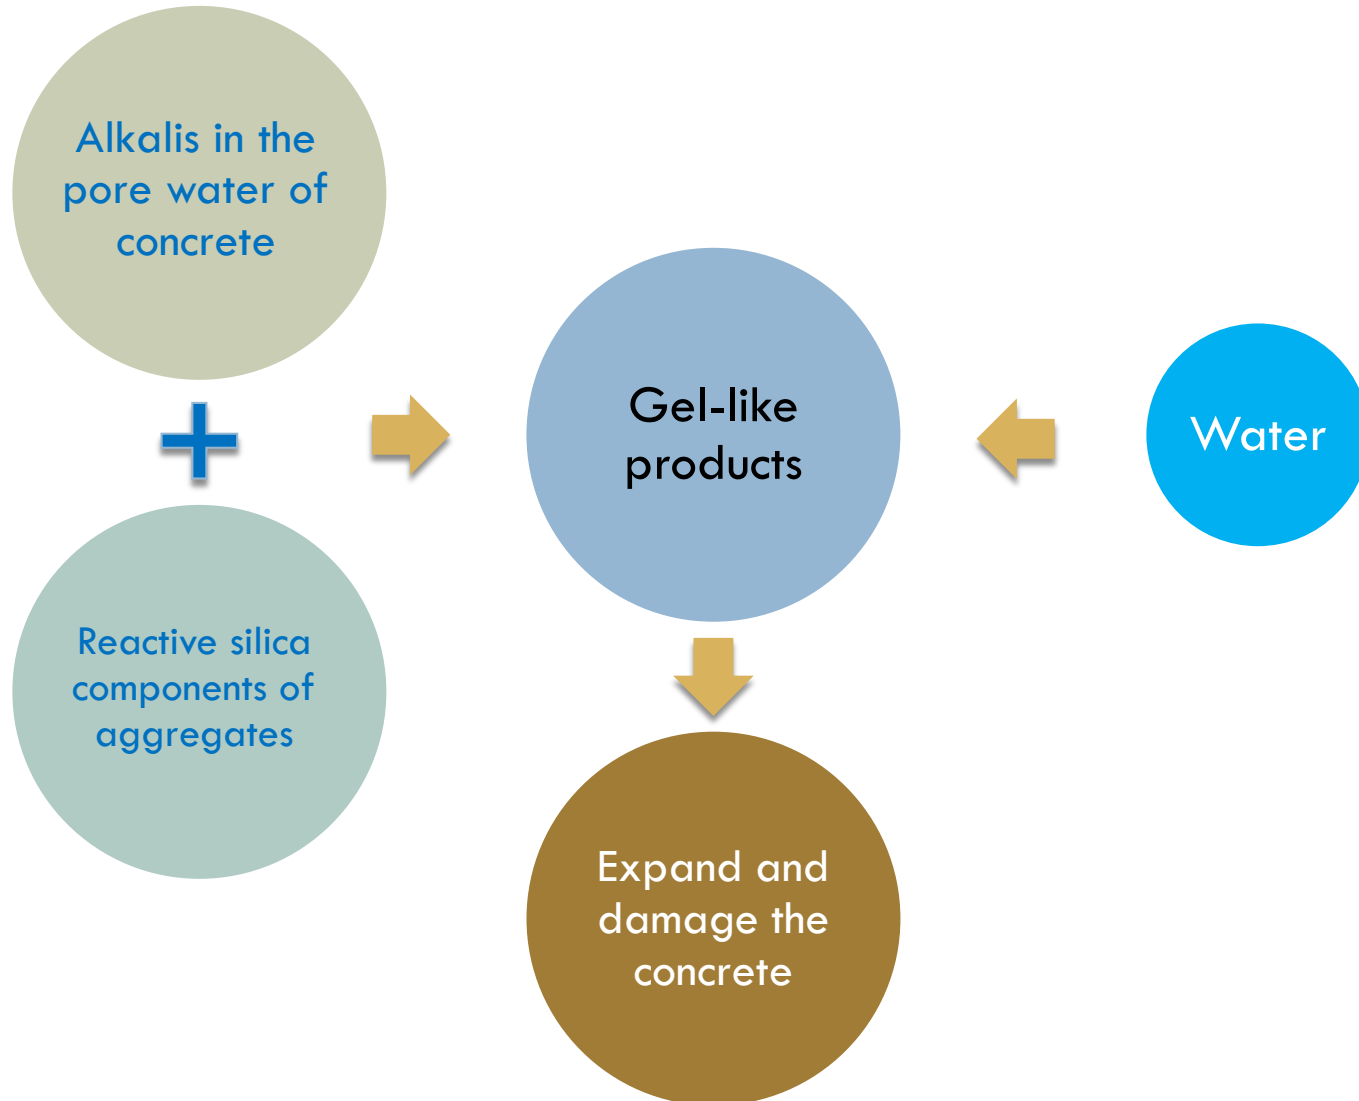 Alkalis in the
pore water of
concrete
Reactive silica
components of
aggregates
Gel-like
products
Water
Expand and
damage the
concrete